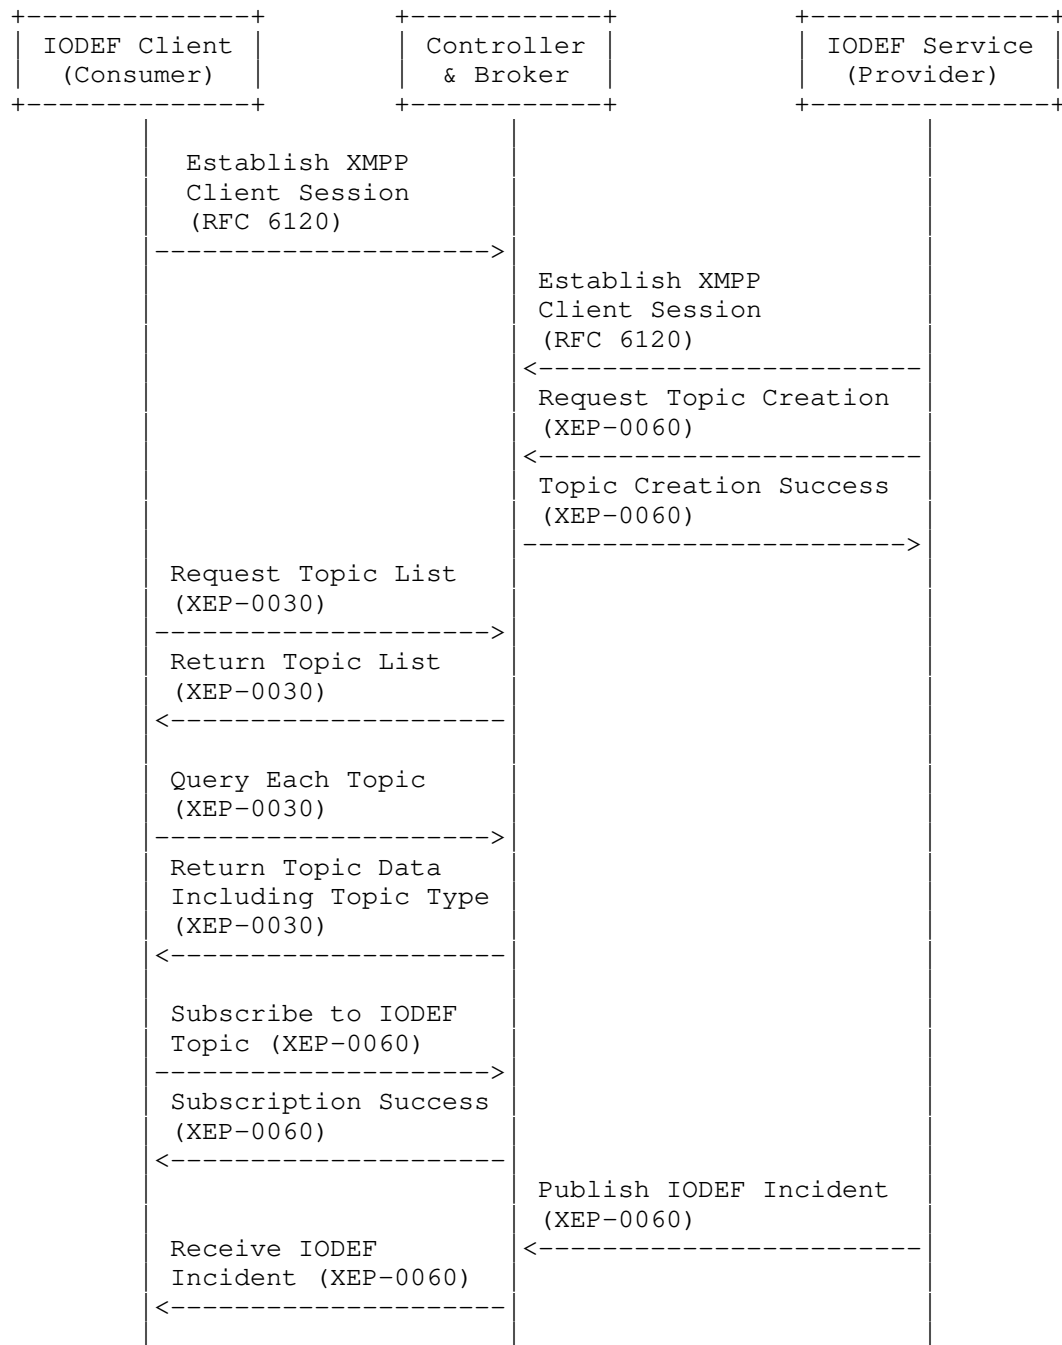 IODEF Client
(Consumer)
Controller
& Broker
IODEF Service
(Provider)
Establish XMPP
Client Session
(RFC 6120)
Establish XMPP
Client Session
(RFC 6120)
Request Topic Creation
(XEP-0060)
Topic Creation Success
(XEP-0060)
Request Topic List
(XEP-0030)
Return Topic List
(XEP-0030)
Query Each Topic
(XEP-0030)
Return Topic Data
Including Topic Type
(XEP-0030)
Subscribe to IODEF
Topic (XEP-0060)
Subscription Success
(XEP-0060)
Publish IODEF Incident
(XEP-0060)
Receive IODEF
Incident (XEP-0060)